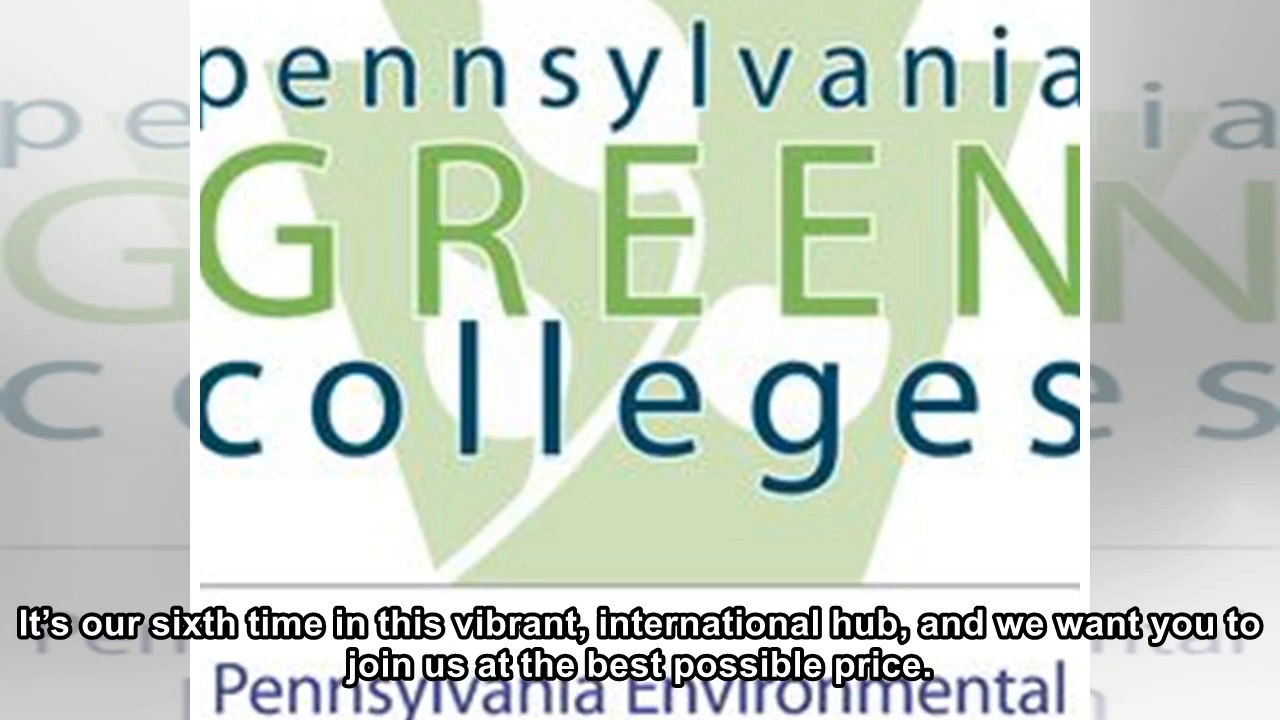 pennsylvania
GREEN
colleges
It's our sixth time in this vibrant, international hub, and we want you to
join us at the best possible price.
Pennsylvania Environmental